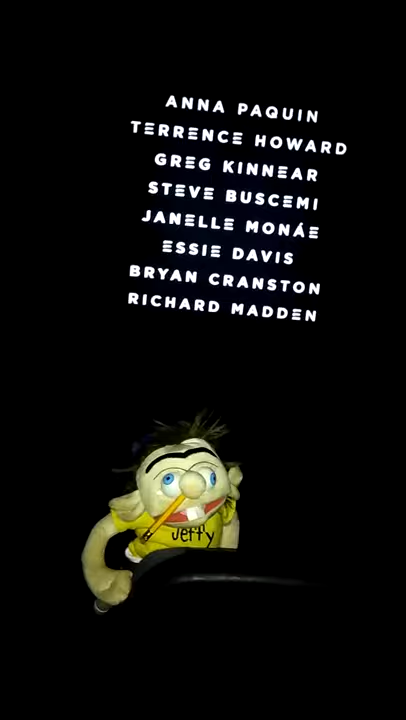 ANNA PAQUIN
TERRENCE HOWARD
GREG KINNEAR
STEVE BUSCEMI
JANELLE MONÁE
ESSIE DAVIS
BRYAN CRANSTON
RICHARD MADDEN
Jeffy